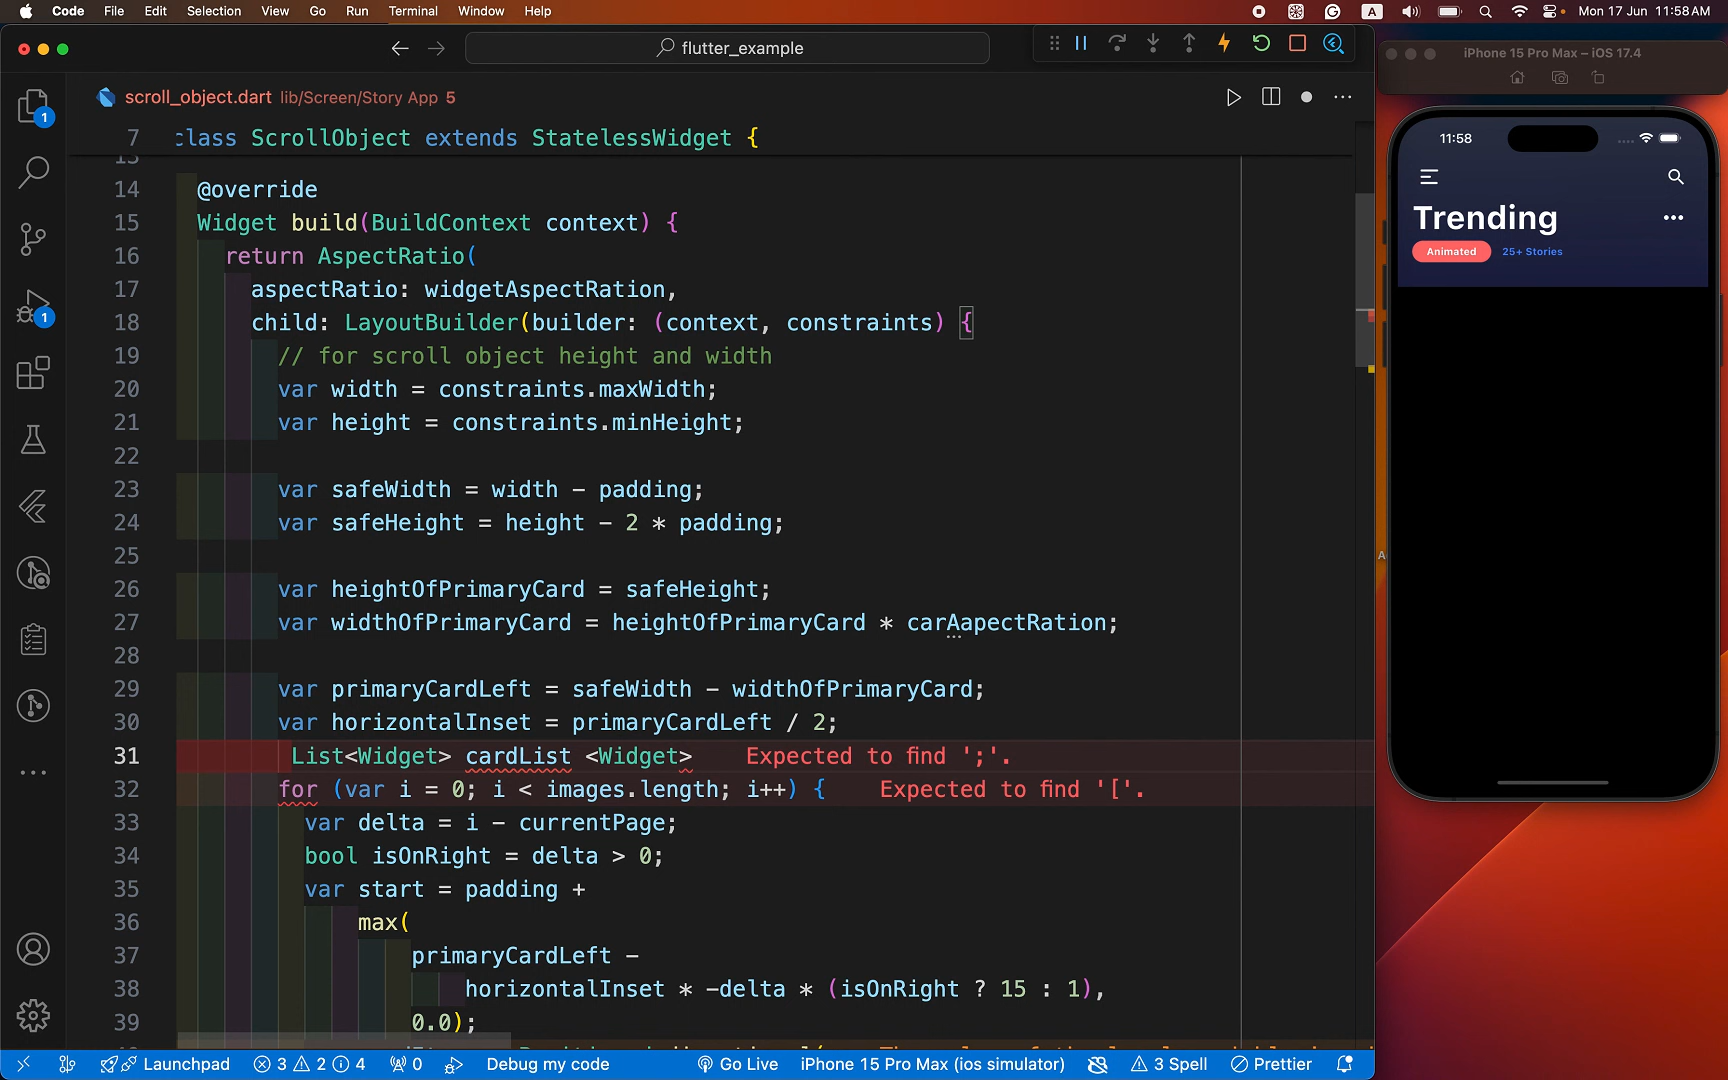 Code File Edit Selection View Go Run Terminal Window Help
A Mon 17 Jun 11:58 AM
flutter_example
iPhone 15 Pro Max – iOS 17.4
scroll_object.dart lib/Screen/Story App 5
7 class ScrollObject extends StatelessWidget {
13
14 @override
15 Widget build(BuildContext context) {
16 return AspectRatio(
17 aspectRatio: widgetAspectRation,
18 child: LayoutBuilder(builder: (context, constraints) {
19 // for scroll object height and width
20 var width = constraints.maxWidth;
21 var height = constraints.minHeight;
22
23 var safeWidth = width - padding;
24 var safeHeight = height - 2 * padding;
25
26 var heightOfPrimaryCard = safeHeight;
27 var widthOfPrimaryCard = heightOfPrimaryCard * carAapectRation;
28
29 var primaryCardLeft = safeWidth - widthOfPrimaryCard;
30 var horizontalInset = primaryCardLeft / 2;
31 List<Widget> cardList <Widget> Expected to find ';'.
32 for (var i = 0; i < images.length; i++) { Expected to find '['.
33 var delta = i - currentPage;
34 bool isOnRight = delta > 0;
35 var start = padding +
36 max(
37 primaryCardLeft -
38 horizontalInset * -delta * (isOnRight ? 15 : 1),
39 0.0);
1
1
11:58
Trending
Animated 25+ Stories
Launchpad 3 2 4 0 Debug my code Go Live iPhone 15 Pro Max (ios simulator) 3 Spell Prettier